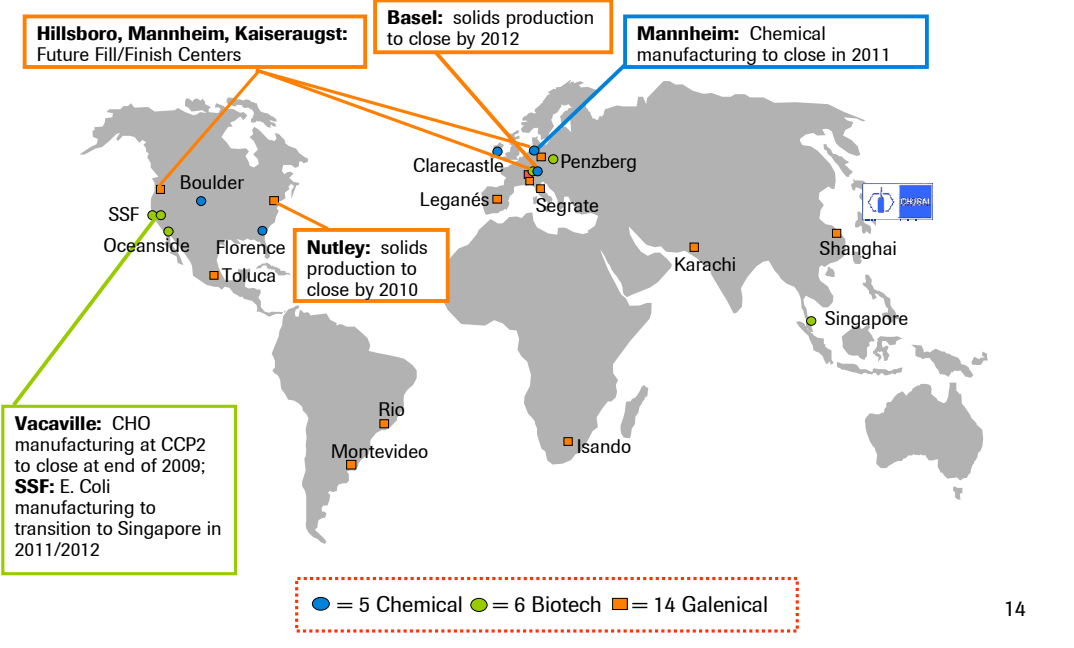 Hillsboro, Mannheim, Kaiseraugst:
Future Fill/Finish Centers
Basel: solids production
to close by 2012
Mannheim: Chemical
manufacturing to close in 2011
Clarecastle
Penzberg
Boulder
Leganés
Segrate
SSF
Oceanside
Florence
Nutley: solids
production to
close by 2010
Toluca
Karachi
Shanghai
Singapore
Vacaville: CHO
manufacturing at CCP2
to close at end of 2009;
SSF: E. Coli
manufacturing to
transition to Singapore in
2011/2012
Rio
Montevideo
Isando
= 5 Chemical = 6 Biotech = 14 Galenical
14